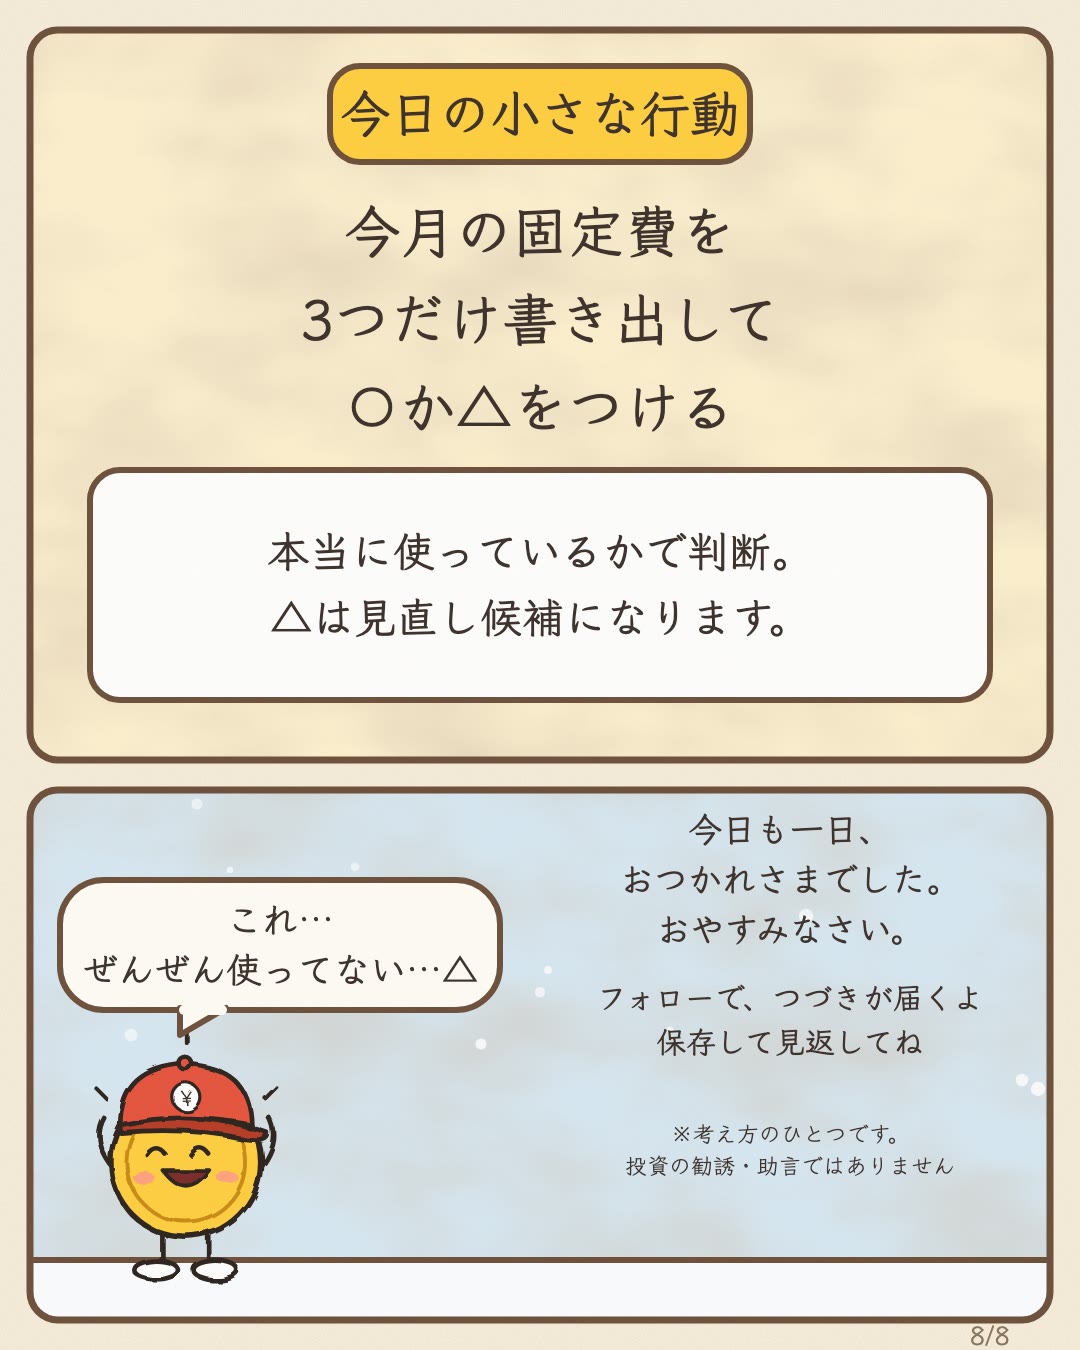 今日の小さな行動
今月の固定費を
3つだけ書き出して
○か△をつける
本当に使っているかで判断。
△は見直し候補になります。
今日も一日、
おつかれさまでした。
おやすみなさい。
これ…
ぜんぜん使ってない…△
フォローで、つづきが届くよ
保存して見返してね
¥
※考え方のひとつです。
投資の勧誘・助言ではありません
8/8